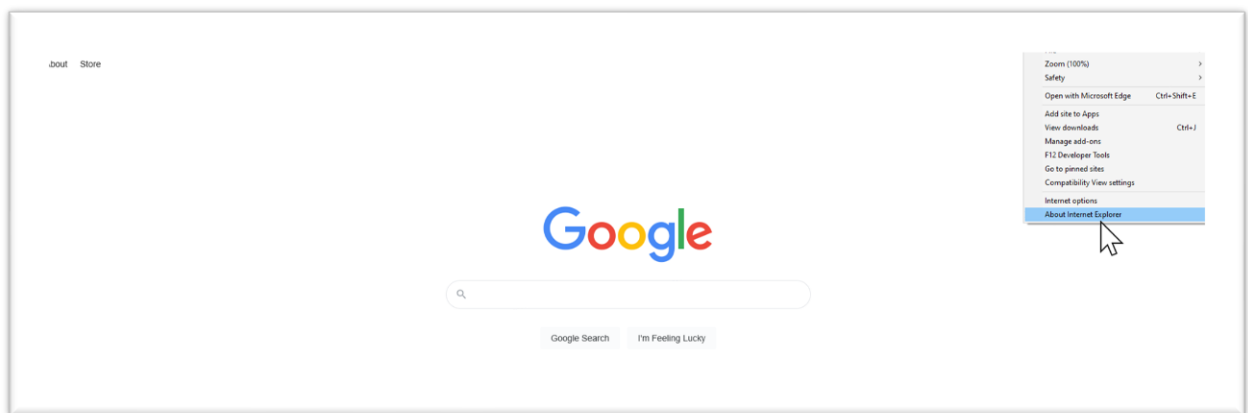 bout Store
Zoom (100%) >
Safety >
Open with Microsoft Edge Ctrl+Shift+E
Add site to Apps
View downloads Ctrl+J
Manage add-ons
F12 Developer Tools
Go to pinned sites
Compatibility View settings
Internet options
About Internet Explorer
Google
Google Search I'm Feeling Lucky